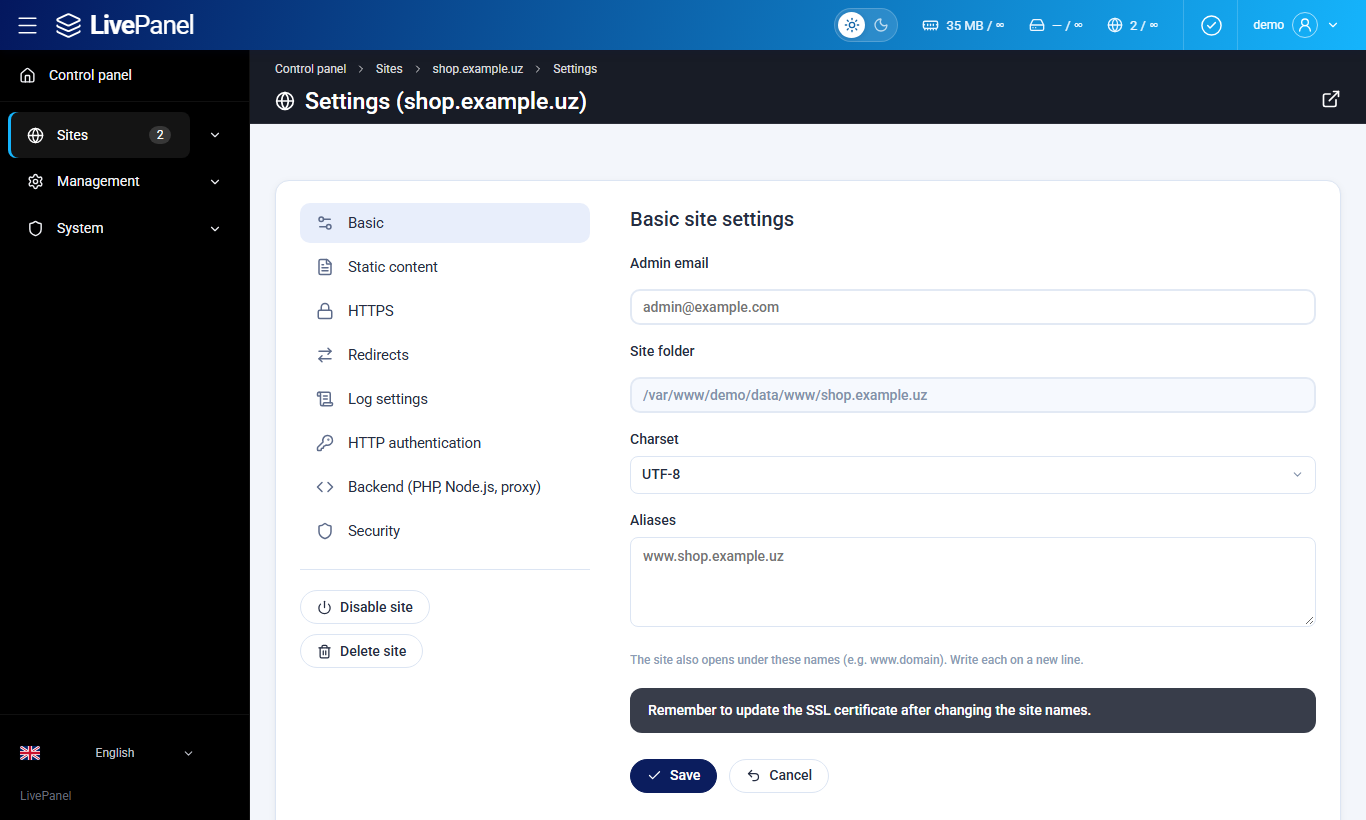 LivePanel
35 MB / ∞
— / ∞
2 / ∞
demo
Control panel
Sites 2
Management
System
English
LivePanel
Control panel > Sites > shop.example.uz > Settings
Settings (shop.example.uz)
Basic
Static content
HTTPS
Redirects
Log settings
HTTP authentication
Backend (PHP, Node.js, proxy)
Security
Disable site
Delete site
Basic site settings
Admin email
admin@example.com
Site folder
/var/www/demo/data/www/shop.example.uz
Charset
UTF-8
Aliases
www.shop.example.uz
The site also opens under these names (e.g. www.domain). Write each on a new line.
Remember to update the SSL certificate after changing the site names.
Save
Cancel